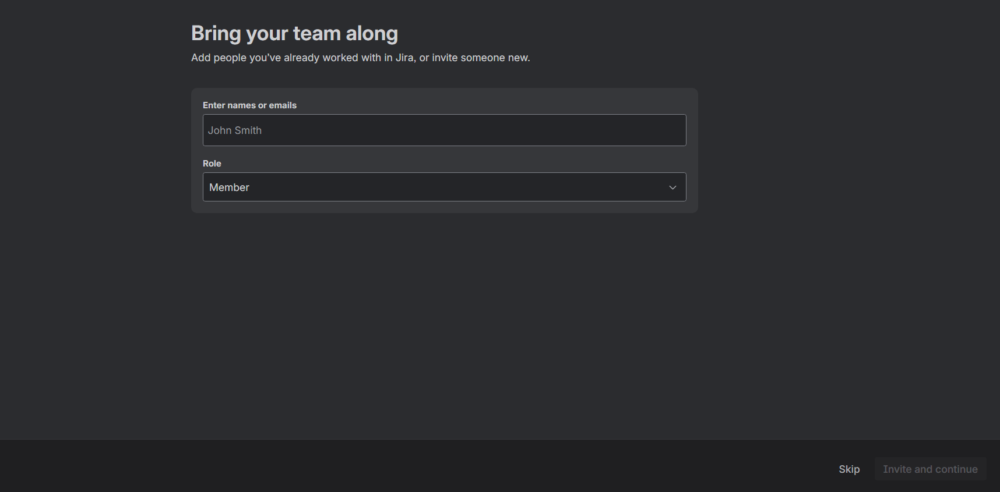 Bring your team along
Add people you’ve already worked with in Jira, or invite someone new.
Enter names or emails
John Smith
Role
Member
Skip
Invite and continue